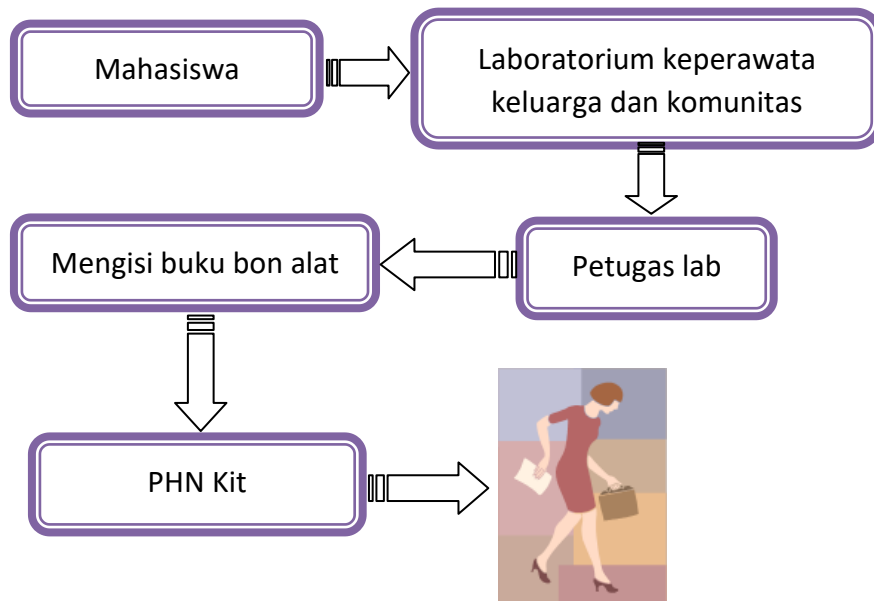 Mahasiswa
Laboratorium keperawata
keluarga dan komunitas
Petugas lab
Mengisi buku bon alat
PHN Kit